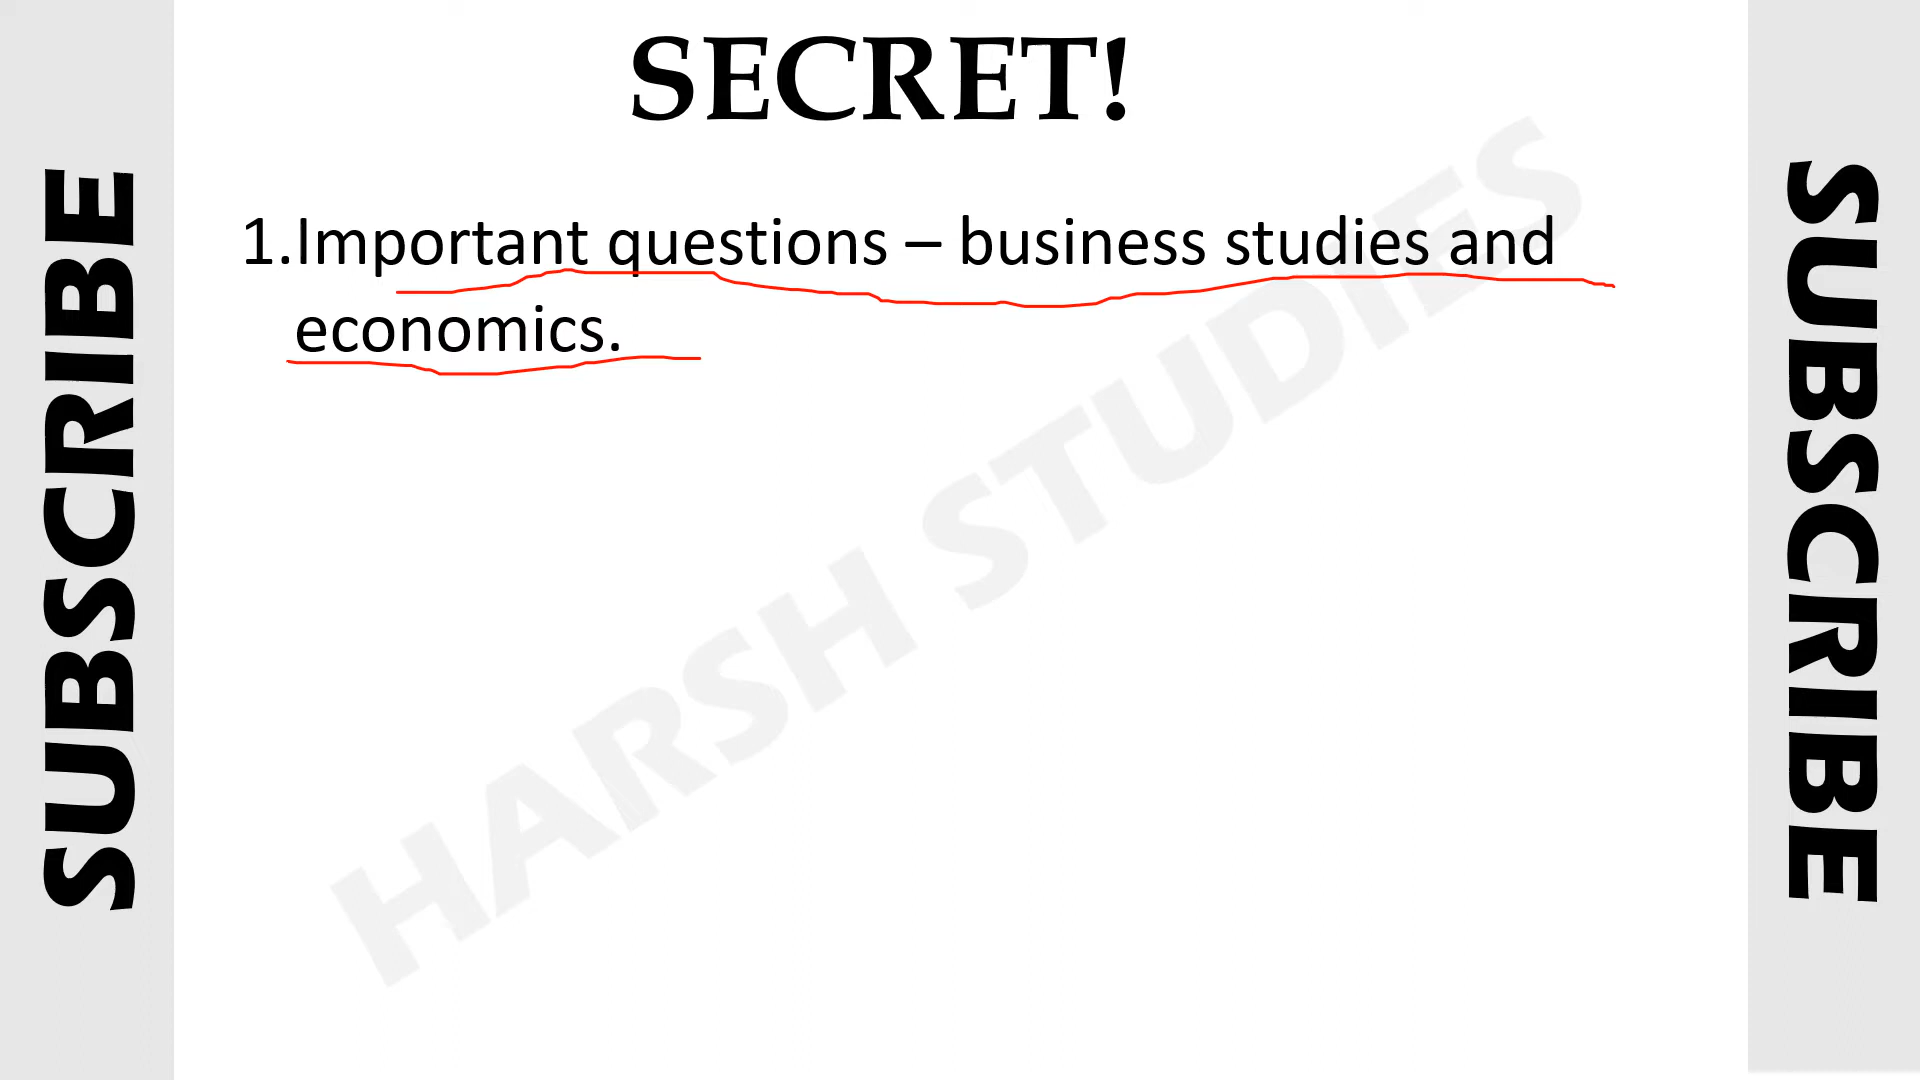 SECRET!
SUBSCRIBE
1.Important questions – business studies and
economics.
HARSH STUDIES
SUBSCRIBE